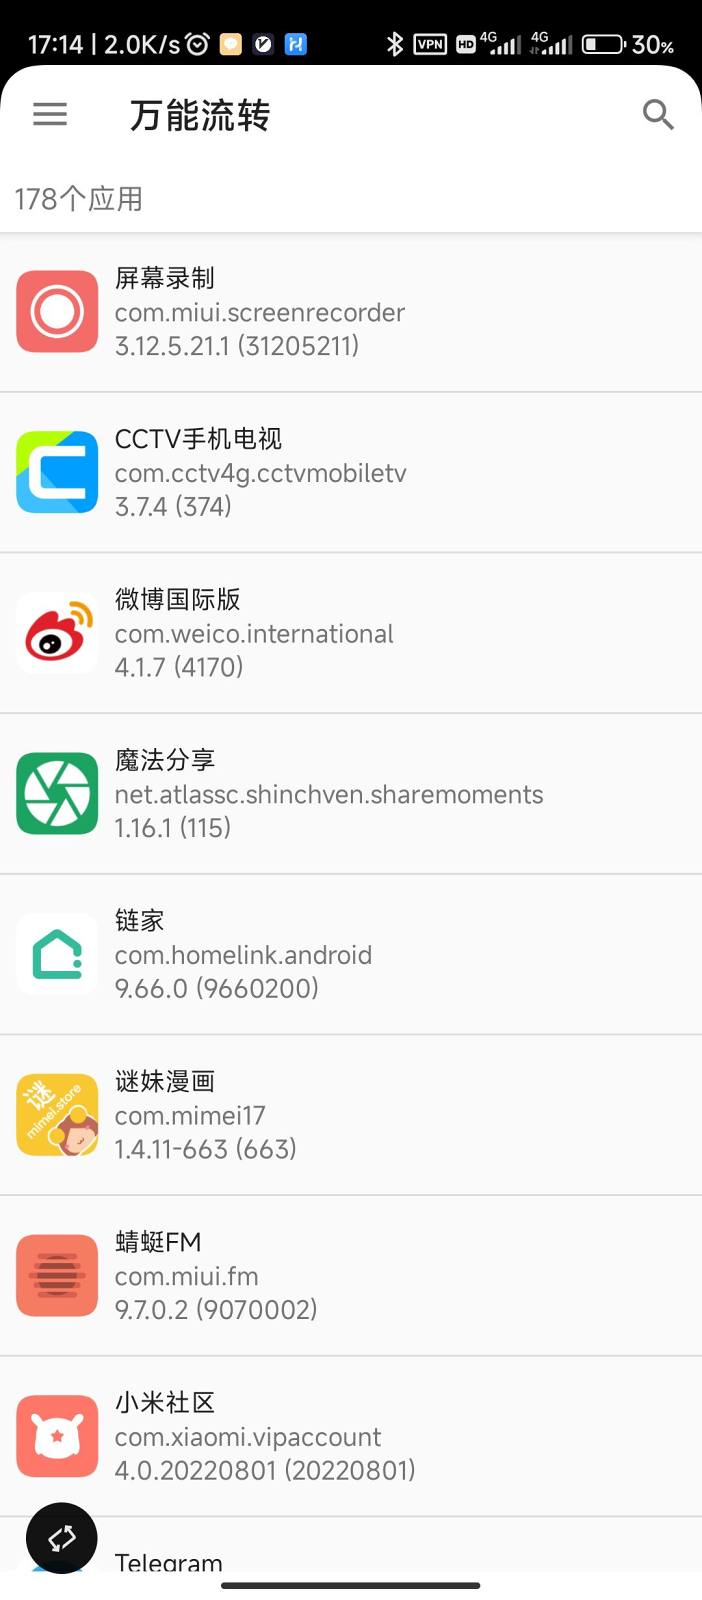 17:14 | 2.0K/s VPN HD 4G 4G 30%
万能流转
178个应用
屏幕录制
com.miui.screenrecorder
3.12.5.21.1 (31205211)
CCTV手机电视
com.cctv4g.cctvmobiletv
3.7.4 (374)
微博国际版
com.weico.international
4.1.7 (4170)
魔法分享
net.atlassc.shinchven.sharemoments
1.16.1 (115)
链家
com.homelink.android
9.66.0 (9660200)
谜
mimei.store
谜妹漫画
com.mimei17
1.4.11-663 (663)
蜻蜓FM
com.miui.fm
9.7.0.2 (9070002)
小米社区
com.xiaomi.vipaccount
4.0.20220801 (20220801)
Telegram